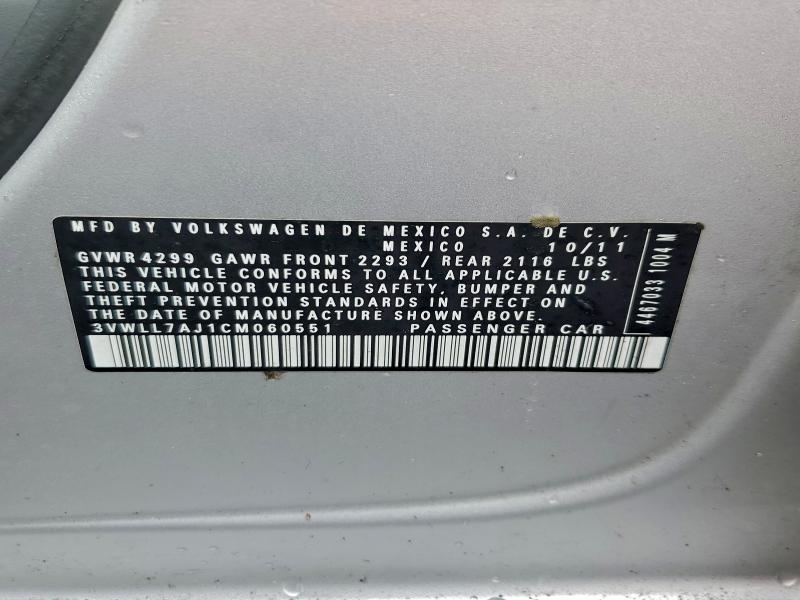 MFD BY VOLKSWAGEN DE MEXICO S.A. DE C.V.
MEXICO 10/11
GVWR 4299 GAWR FRONT 2293 / REAR 2116 LBS
THIS VEHICLE CONFORMS TO ALL APPLICABLE U.S.
FEDERAL MOTOR VEHICLE SAFETY, BUMPER AND
THEFT PREVENTION STANDARDS IN EFFECT ON
THE DATE OF MANUFACTURE SHOWN ABOVE.
3VWLL7AJ1CM060551 PASSENGER CAR
4467033 1004 M